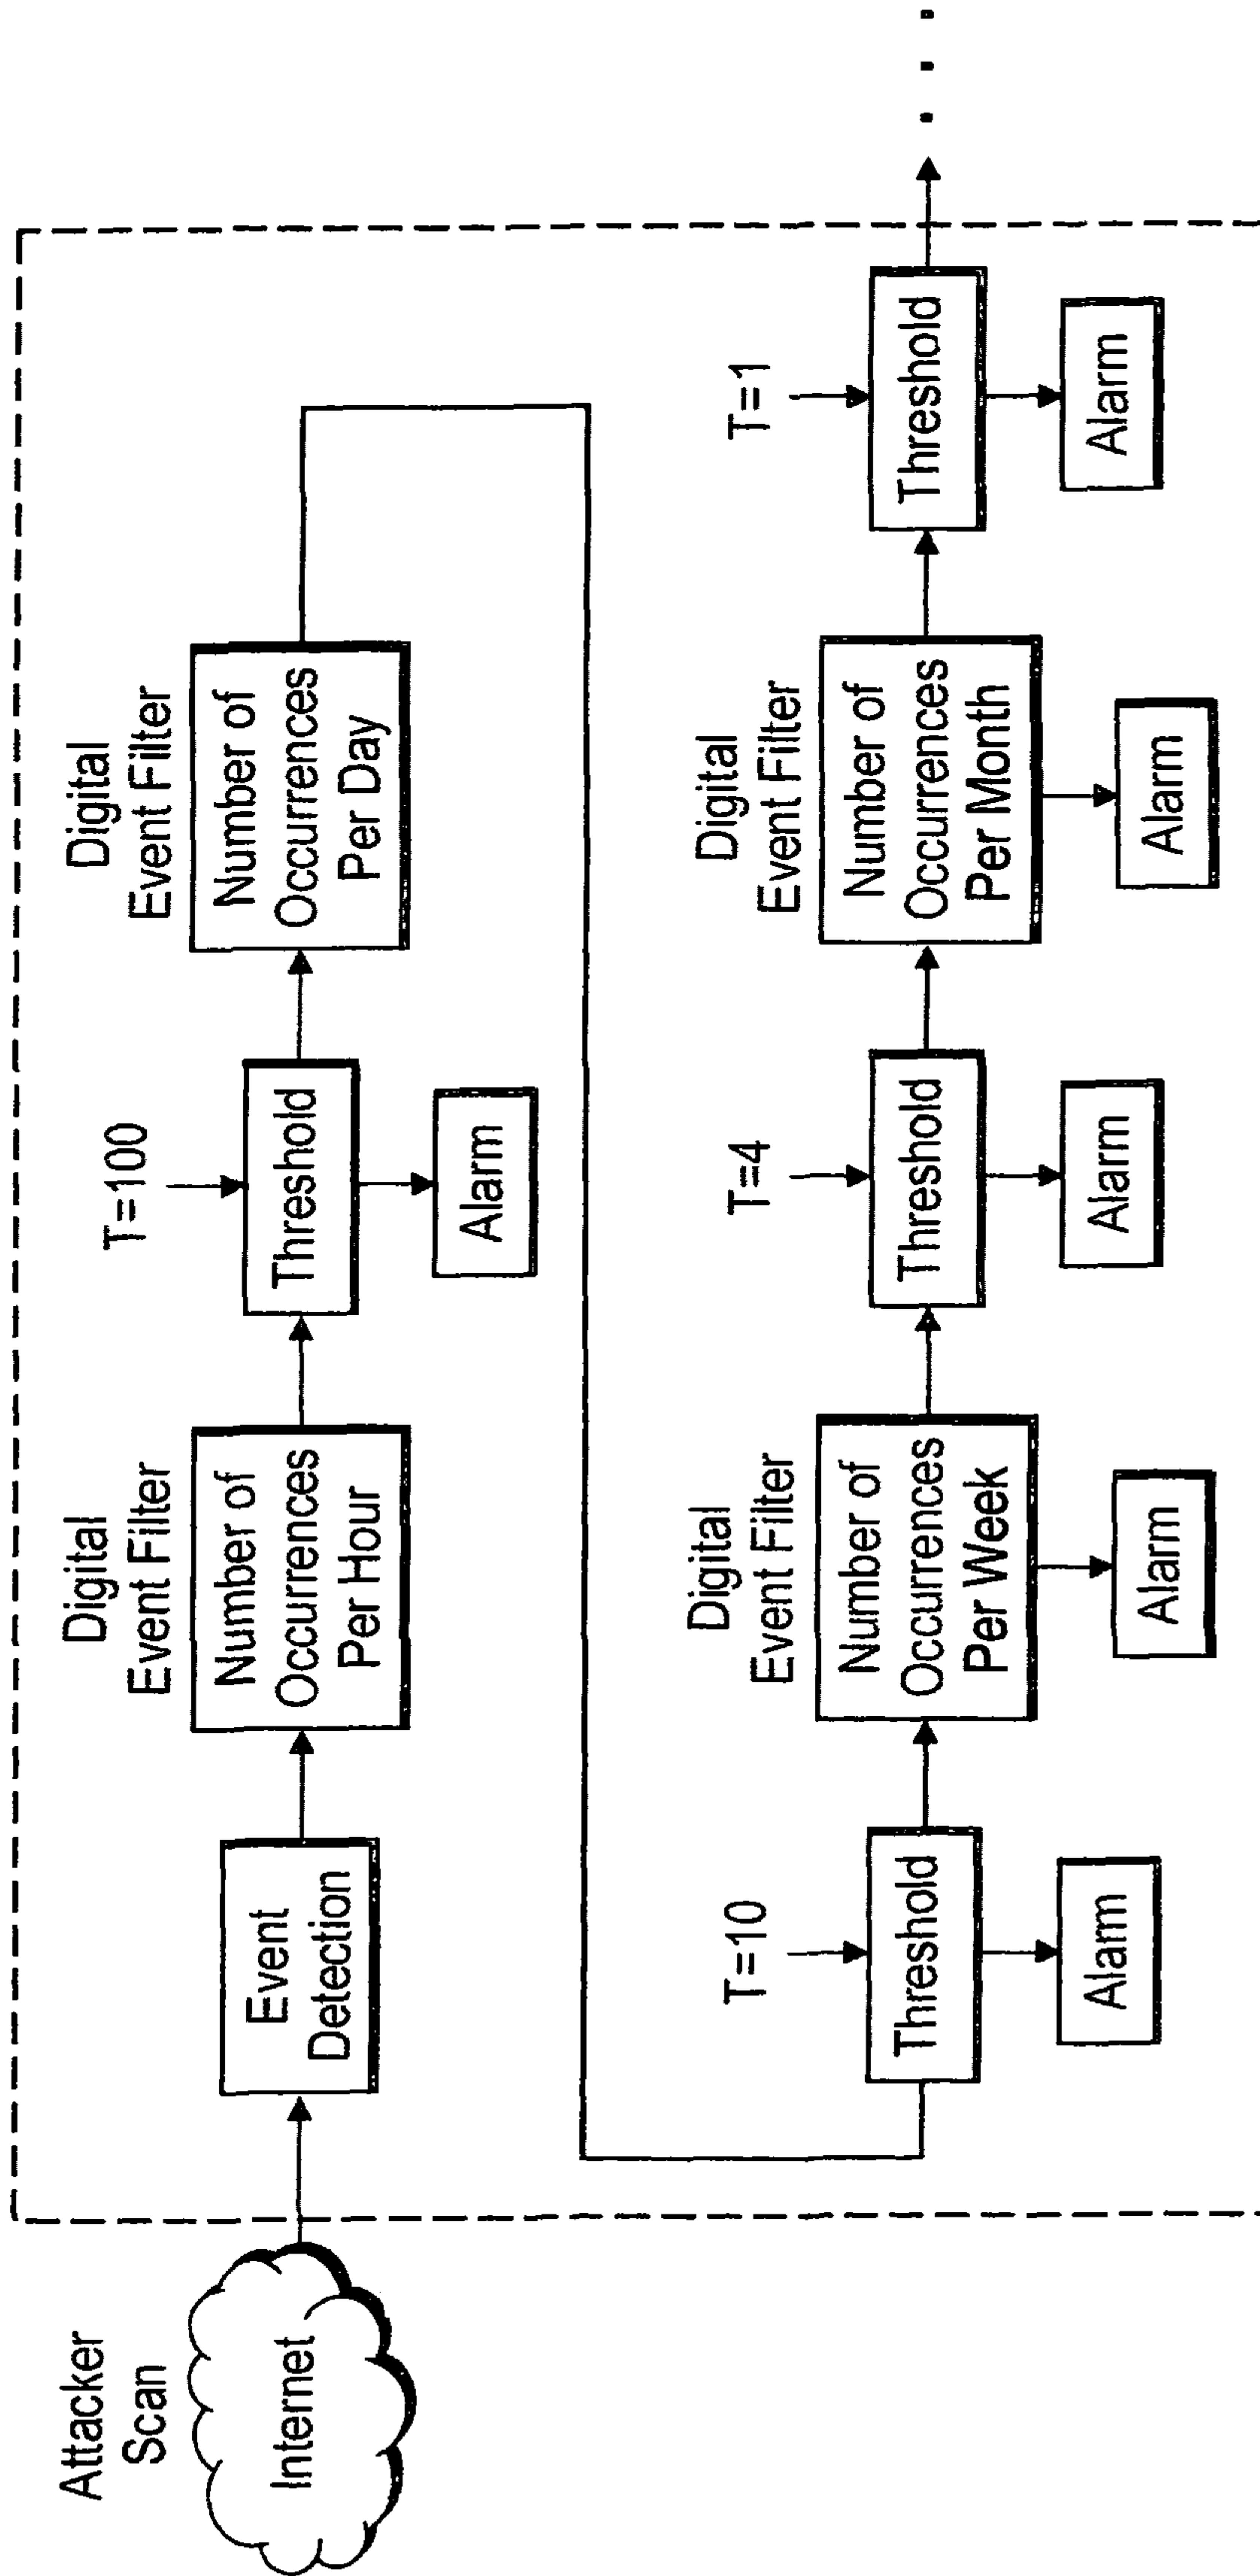 Attacker
Scan
Internet
Event
Detection
Digital
Event Filter
Number of
Occurrences
Per Hour
T=100
Threshold
Alarm
Digital
Event Filter
Number of
Occurrences
Per Day
T=10
Threshold
Alarm
Digital
Event Filter
Number of
Occurrences
Per Week
Alarm
T=4
Threshold
Alarm
Digital
Event Filter
Number of
Occurrences
Per Month
Alarm
T=1
Threshold
Alarm